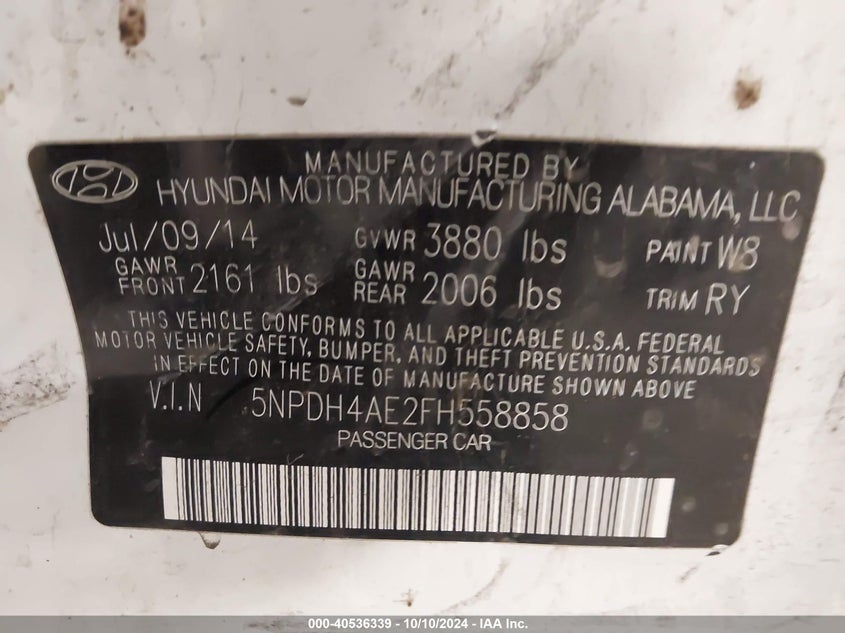 MANUFACTURED BY
HYUNDAI MOTOR MANUFACTURING ALABAMA, LLC
Jul/09/14 GVWR 3880 lbs PAINT W8
GAWR FRONT 2161 lbs GAWR REAR 2006 lbs TRIM RY
THIS VEHICLE CONFORMS TO ALL APPLICABLE U.S.A. FEDERAL
MOTOR VEHICLE SAFETY, BUMPER, AND THEFT PREVENTION STANDARDS
IN EFFECT ON THE DATE OF MANUFACTURE SHOWN ABOVE
V.I.N 5NPDH4AE2FH558858
PASSENGER CAR
000-40536339 - 10/10/2024 - © IAA, Inc.